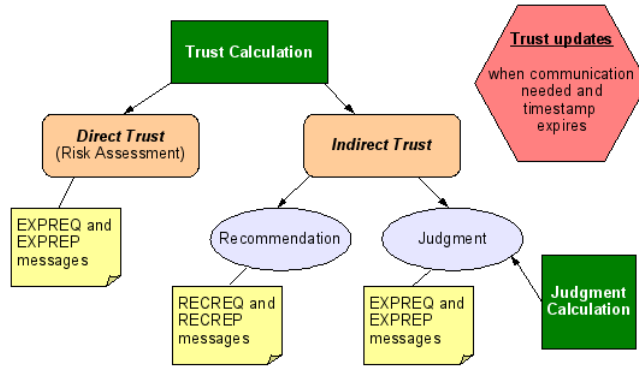 Trust Calculation
Trust updates
when communication
needed and
timestamp
expires
Direct Trust
(Risk Assessment)
Indirect Trust
EXPREQ and
EXPREP
messages
Recommendation
Judgment
RECREQ and
RECREP
messages
EXPREQ and
EXPREP
messages
Judgment
Calculation